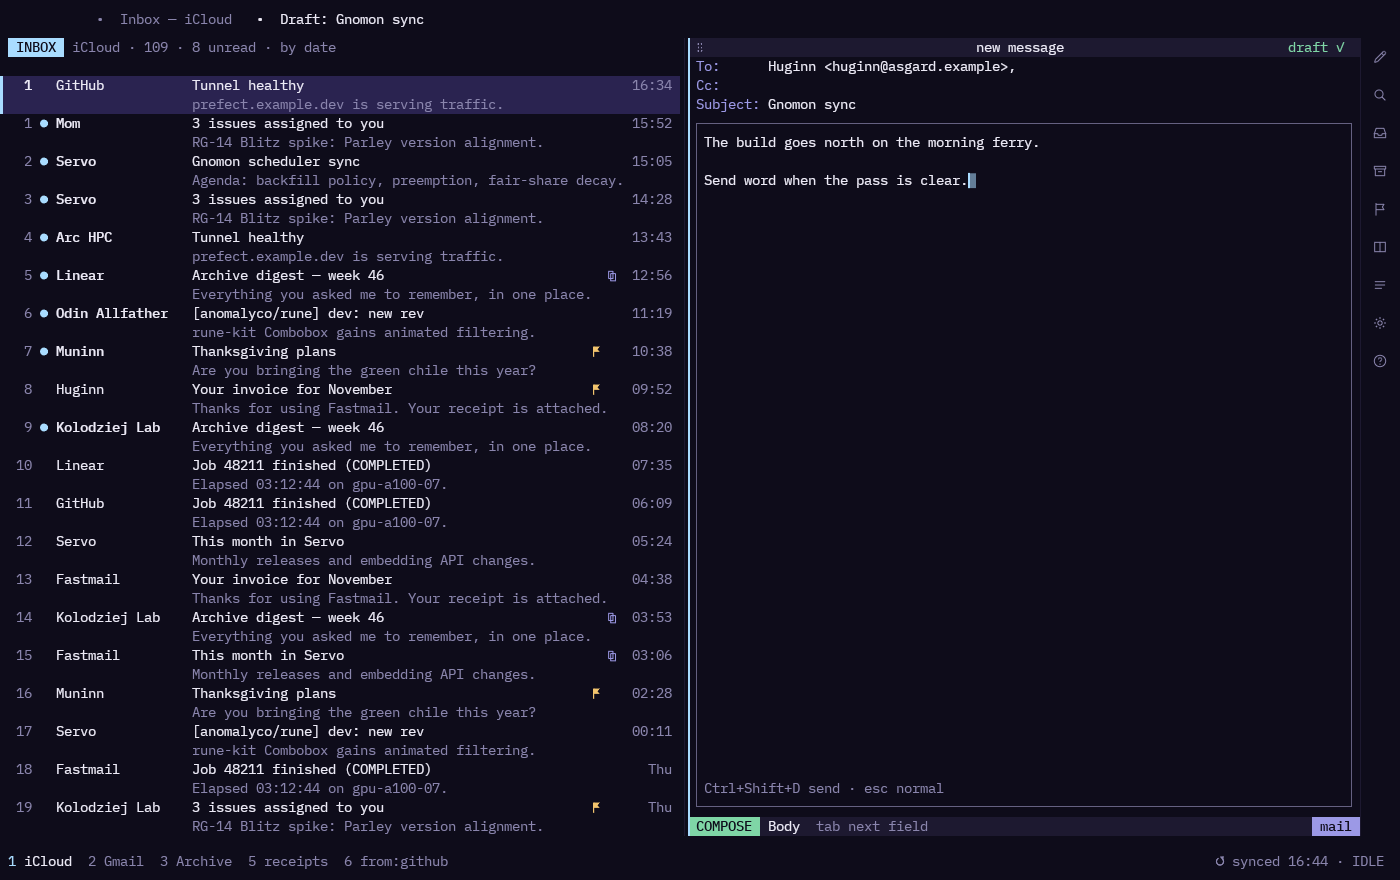 • Inbox — iCloud • Draft: Gnomon sync
INBOX iCloud · 109 · 8 unread · by date
1 GitHub Tunnel healthy 16:34
prefect.example.dev is serving traffic.
1 ● Mom 3 issues assigned to you 15:52
RG-14 Blitz spike: Parley version alignment.
2 ● Servo Gnomon scheduler sync 15:05
Agenda: backfill policy, preemption, fair-share decay.
3 ● Servo 3 issues assigned to you 14:28
RG-14 Blitz spike: Parley version alignment.
4 ● Arc HPC Tunnel healthy 13:43
prefect.example.dev is serving traffic.
5 ● Linear Archive digest — week 46 12:56
Everything you asked me to remember, in one place.
6 ● Odin Allfather [anomalyco/rune] dev: new rev 11:19
rune-kit Combobox gains animated filtering.
7 ● Muninn Thanksgiving plans 10:38
Are you bringing the green chile this year?
8 Huginn Your invoice for November 09:52
Thanks for using Fastmail. Your receipt is attached.
9 ● Kolodziej Lab Archive digest — week 46 08:20
Everything you asked me to remember, in one place.
10 Linear Job 48211 finished (COMPLETED) 07:35
Elapsed 03:12:44 on gpu-a100-07.
11 GitHub Job 48211 finished (COMPLETED) 06:09
Elapsed 03:12:44 on gpu-a100-07.
12 Servo This month in Servo 05:24
Monthly releases and embedding API changes.
13 Fastmail Your invoice for November 04:38
Thanks for using Fastmail. Your receipt is attached.
14 Kolodziej Lab Archive digest — week 46 03:53
Everything you asked me to remember, in one place.
15 Fastmail This month in Servo 03:06
Monthly releases and embedding API changes.
16 Muninn Thanksgiving plans 02:28
Are you bringing the green chile this year?
17 Servo [anomalyco/rune] dev: new rev 00:11
rune-kit Combobox gains animated filtering.
18 Fastmail Job 48211 finished (COMPLETED) Thu
Elapsed 03:12:44 on gpu-a100-07.
19 Kolodziej Lab 3 issues assigned to you Thu
RG-14 Blitz spike: Parley version alignment.
new message draft ✓
To: Huginn <huginn@asgard.example>,
Cc:
Subject: Gnomon sync
The build goes north on the morning ferry.
Send word when the pass is clear.
Ctrl+Shift+D send · esc normal
COMPOSE Body tab next field mail
1 iCloud 2 Gmail 3 Archive 5 receipts 6 from:github
synced 16:44 · IDLE